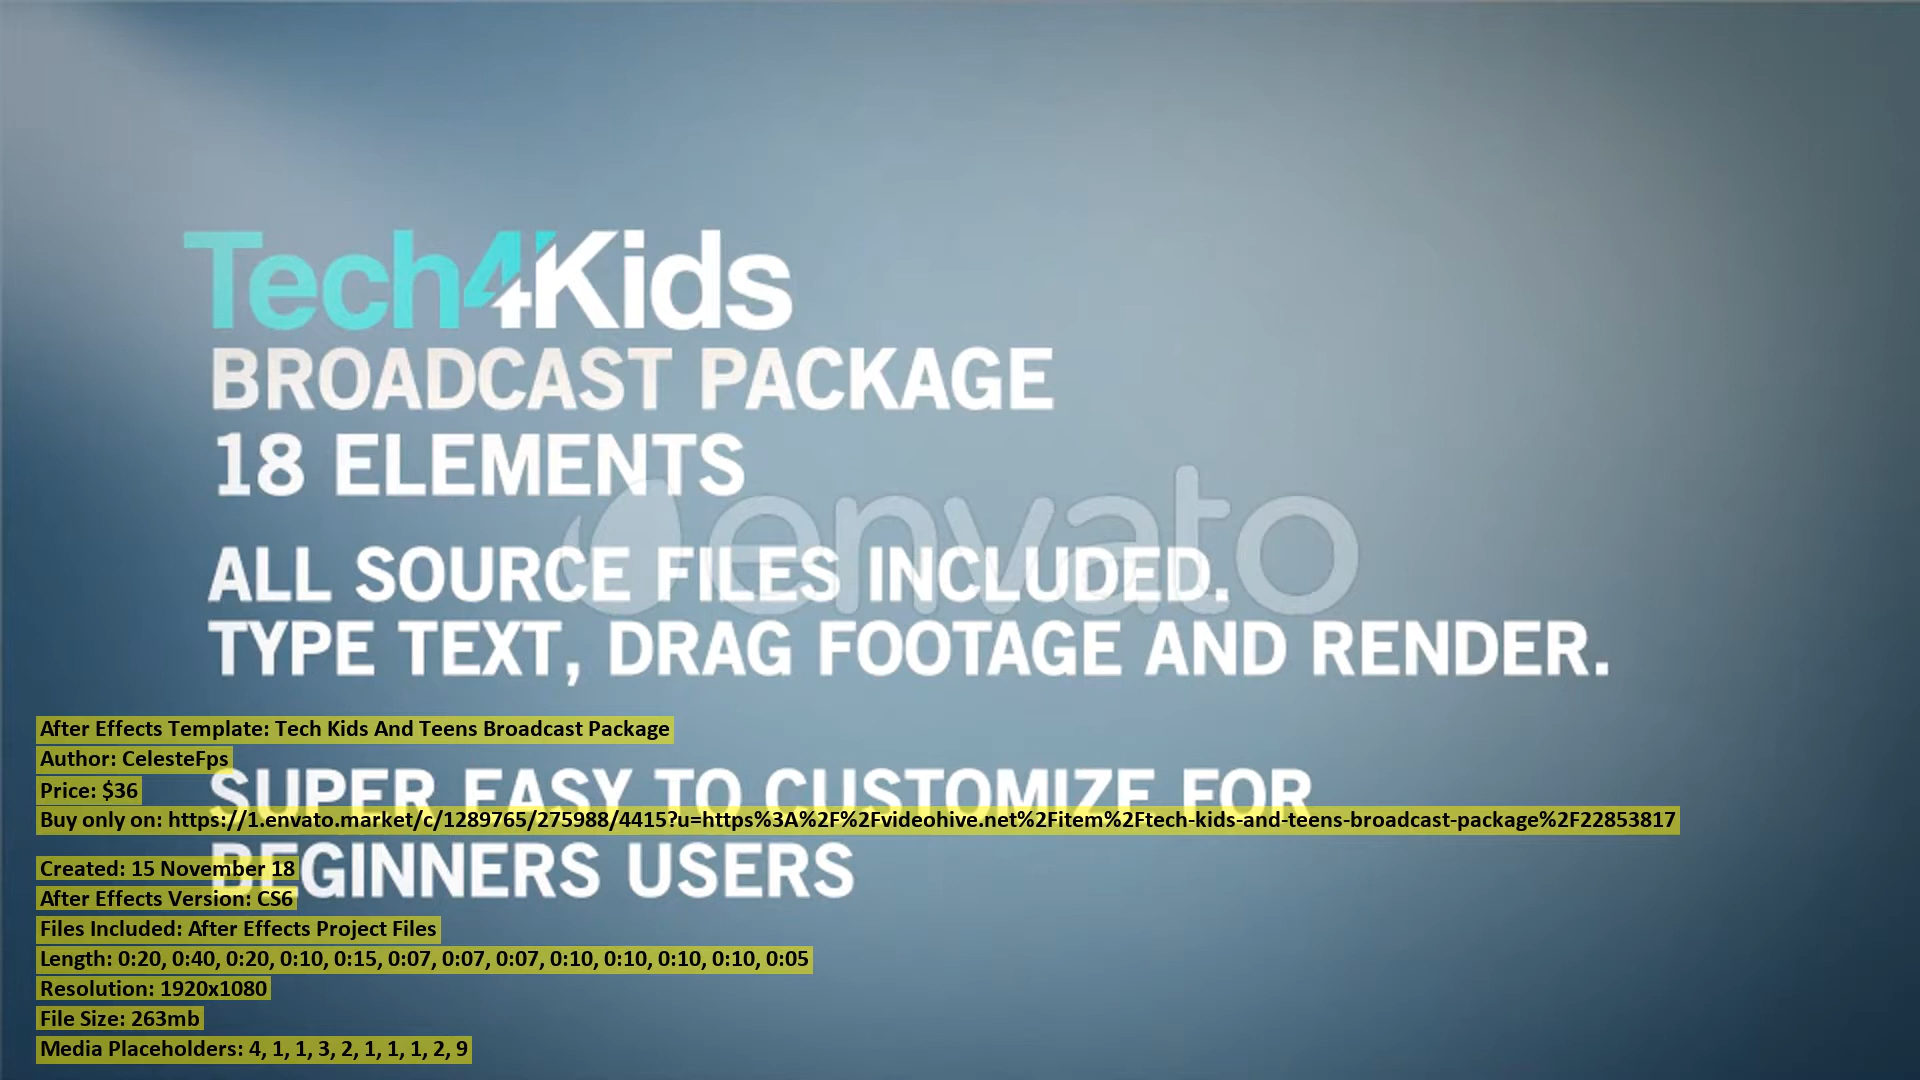 Tech4Kids
BROADCAST PACKAGE
18 ELEMENTS
envato
ALL SOURCE FILES INCLUDED.
TYPE TEXT, DRAG FOOTAGE AND RENDER.
After Effects Template: Tech Kids And Teens Broadcast Package
Author: CelesteFps
SUPER EASY TO CUSTOMIZE FOR
Price: $36
Buy only on: https://1.envato.market/c/1289765/275988/4415?u=https%3A%2F%2Fvideohive.net%2Fitem%2Ftech-kids-and-teens-broadcast-package%2F22853817
Created: 15 November 18
BEGINNERS USERS
After Effects Version: CS6
Files Included: After Effects Project Files
Length: 0:20, 0:40, 0:20, 0:10, 0:15, 0:07, 0:07, 0:07, 0:10, 0:10, 0:10, 0:10, 0:05
Resolution: 1920x1080
File Size: 263mb
Media Placeholders: 4, 1, 1, 3, 2, 1, 1, 1, 2, 9